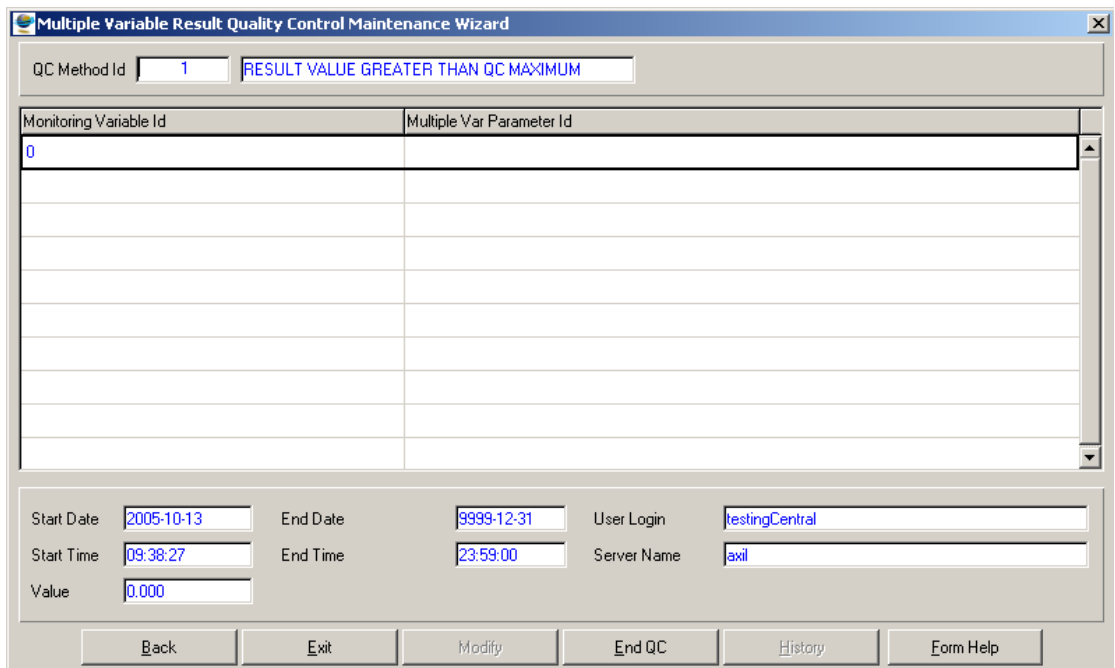 Multiple Variable Result Quality Control Maintenance Wizard
QC Method Id 1 RESULT VALUE GREATER THAN QC MAXIMUM
Monitoring Variable Id Multiple Var Parameter Id
0
Start Date 2005-10-13 End Date 9999-12-31 User Login testingCentral
Start Time 09:38:27 End Time 23:59:00 Server Name axil
Value 0.000
Back Exit Modify End QC History Form Help